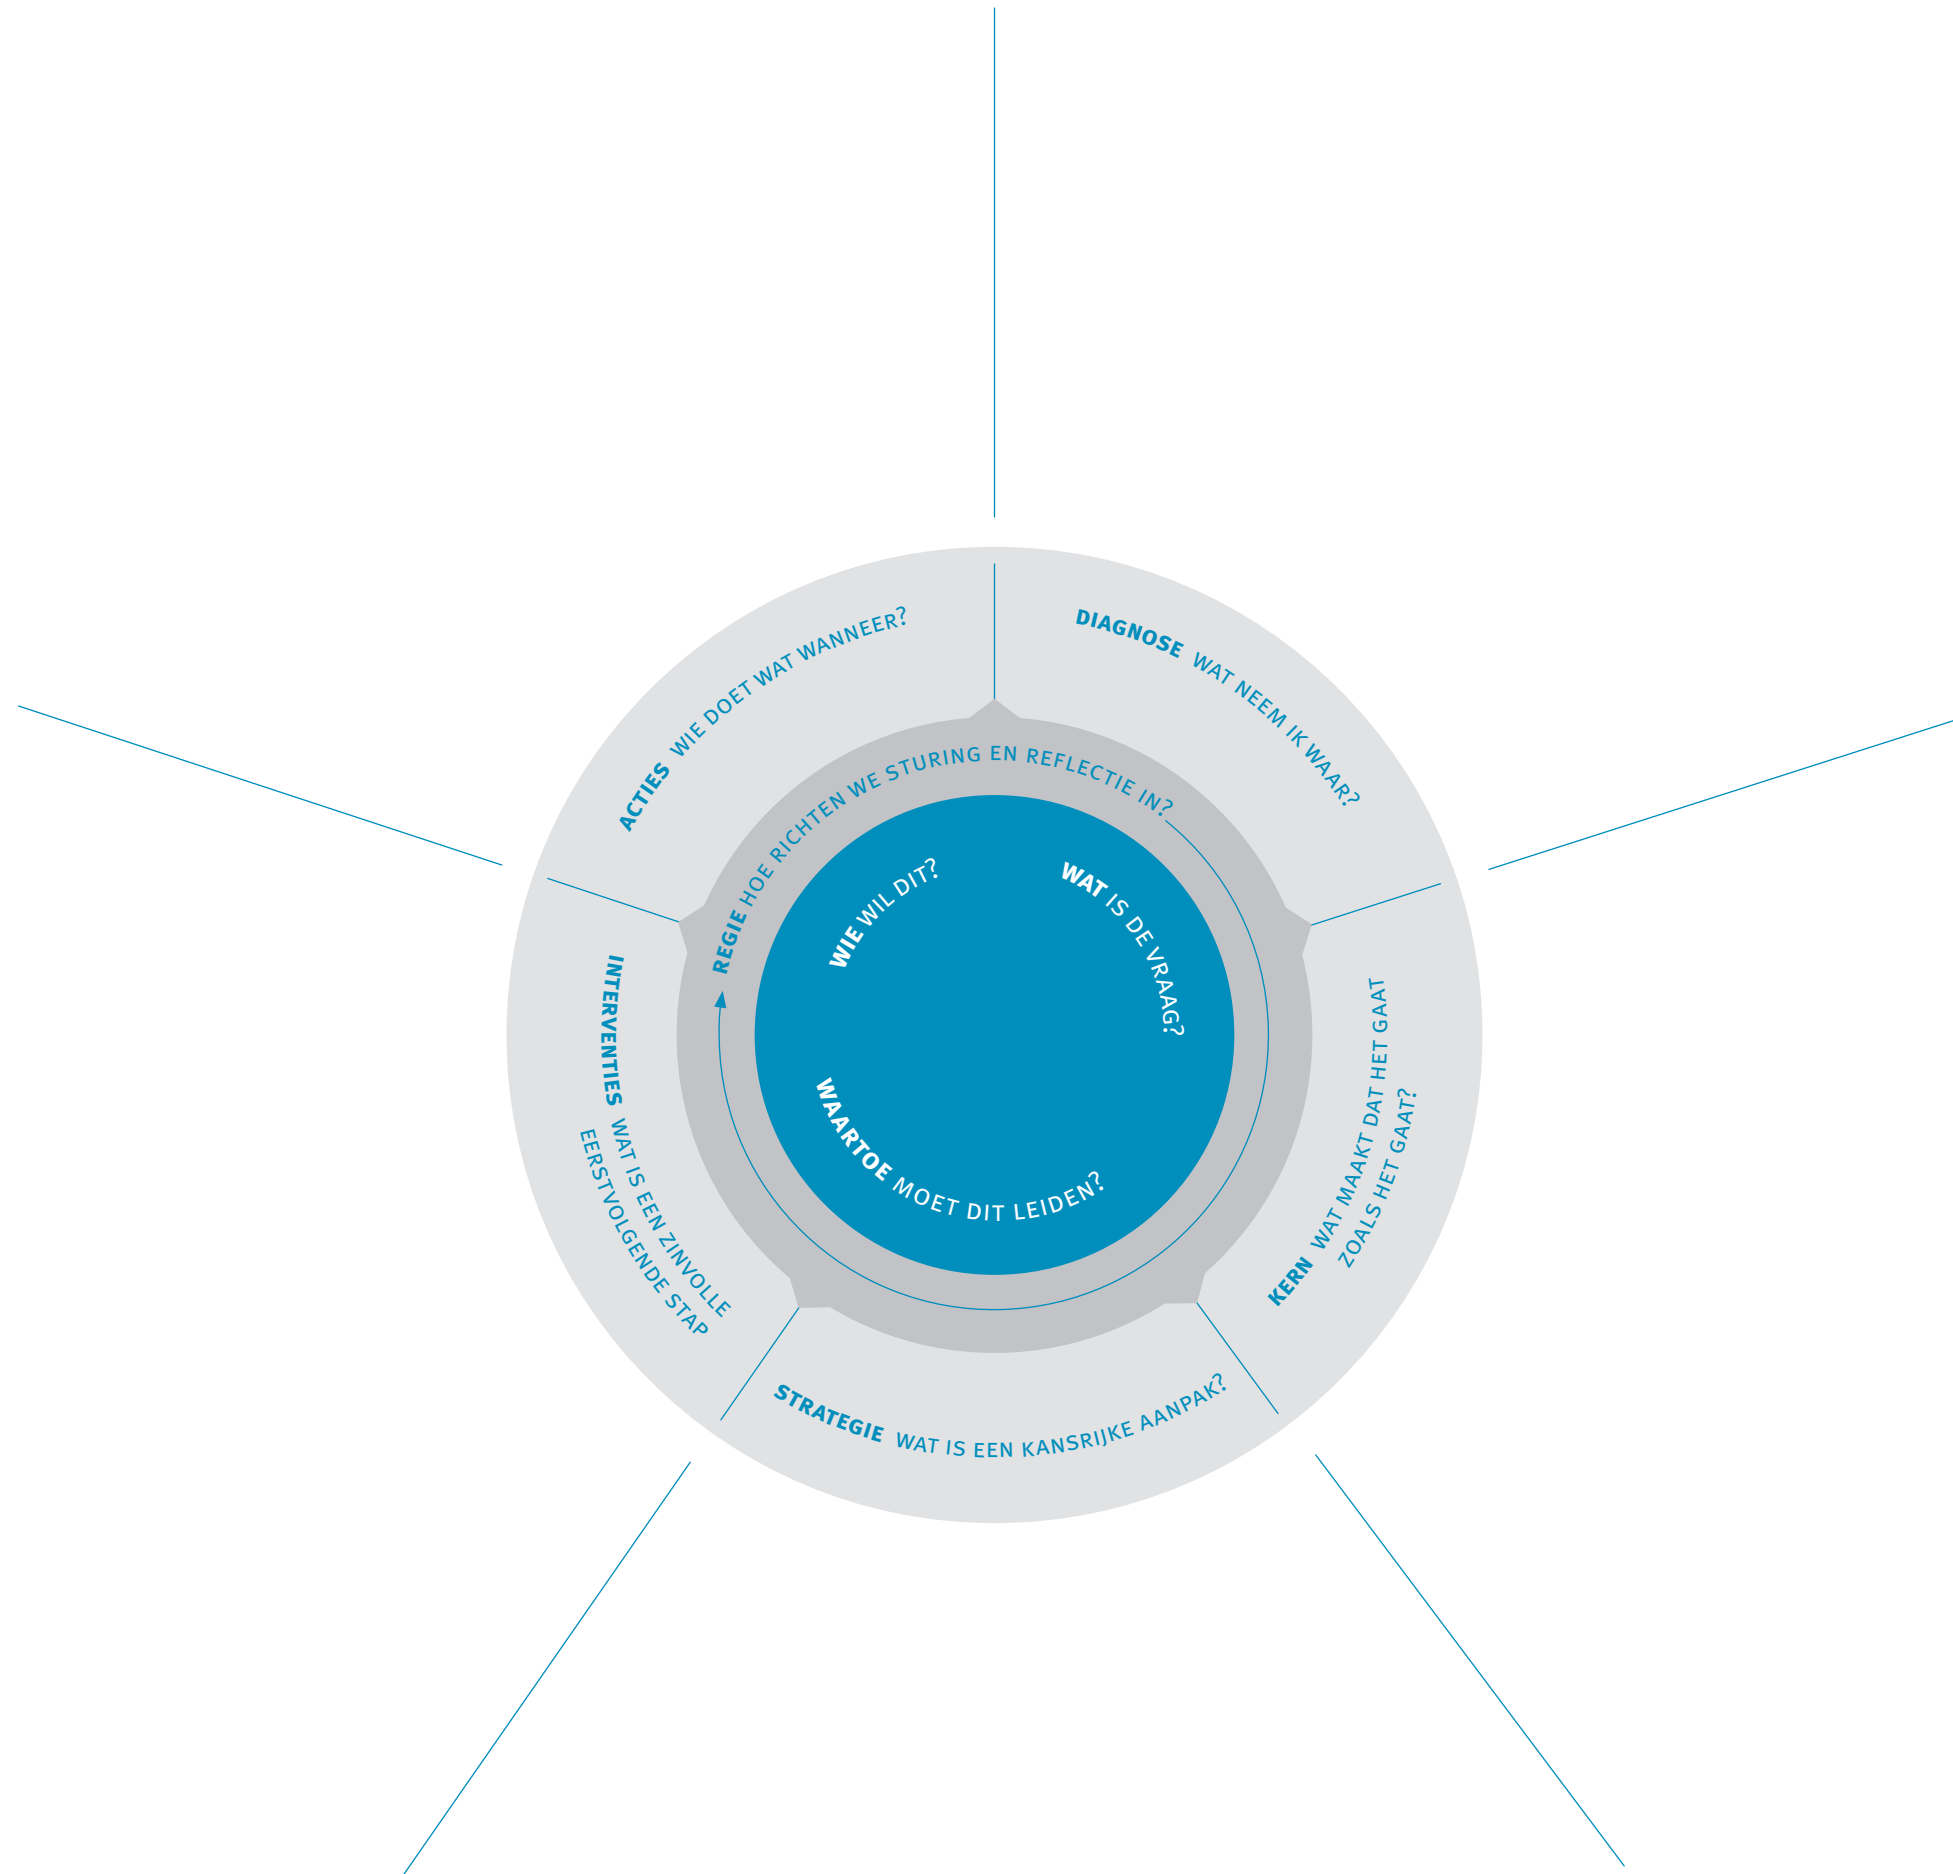 DIAGNOSE WAT NEEM IK WAAR?
KERN WAT MAAKT DAT HET GAAT
ZOALS HET GAAT?
STRATEGIE WAT IS EEN KANSRIJKE AANPAK?
INTERVENTIES WAT IS EEN ZINVOLLE
EERSTVOLGENDE STAP
ACTIES WIE DOET WAT WANNEER?
REGIE HOE RICHTEN WE STURING EN REFLECTIE IN?
WIE WIL DIT?
WAT IS DE VRAAG?
WAARTOE MOET DIT LEIDEN?